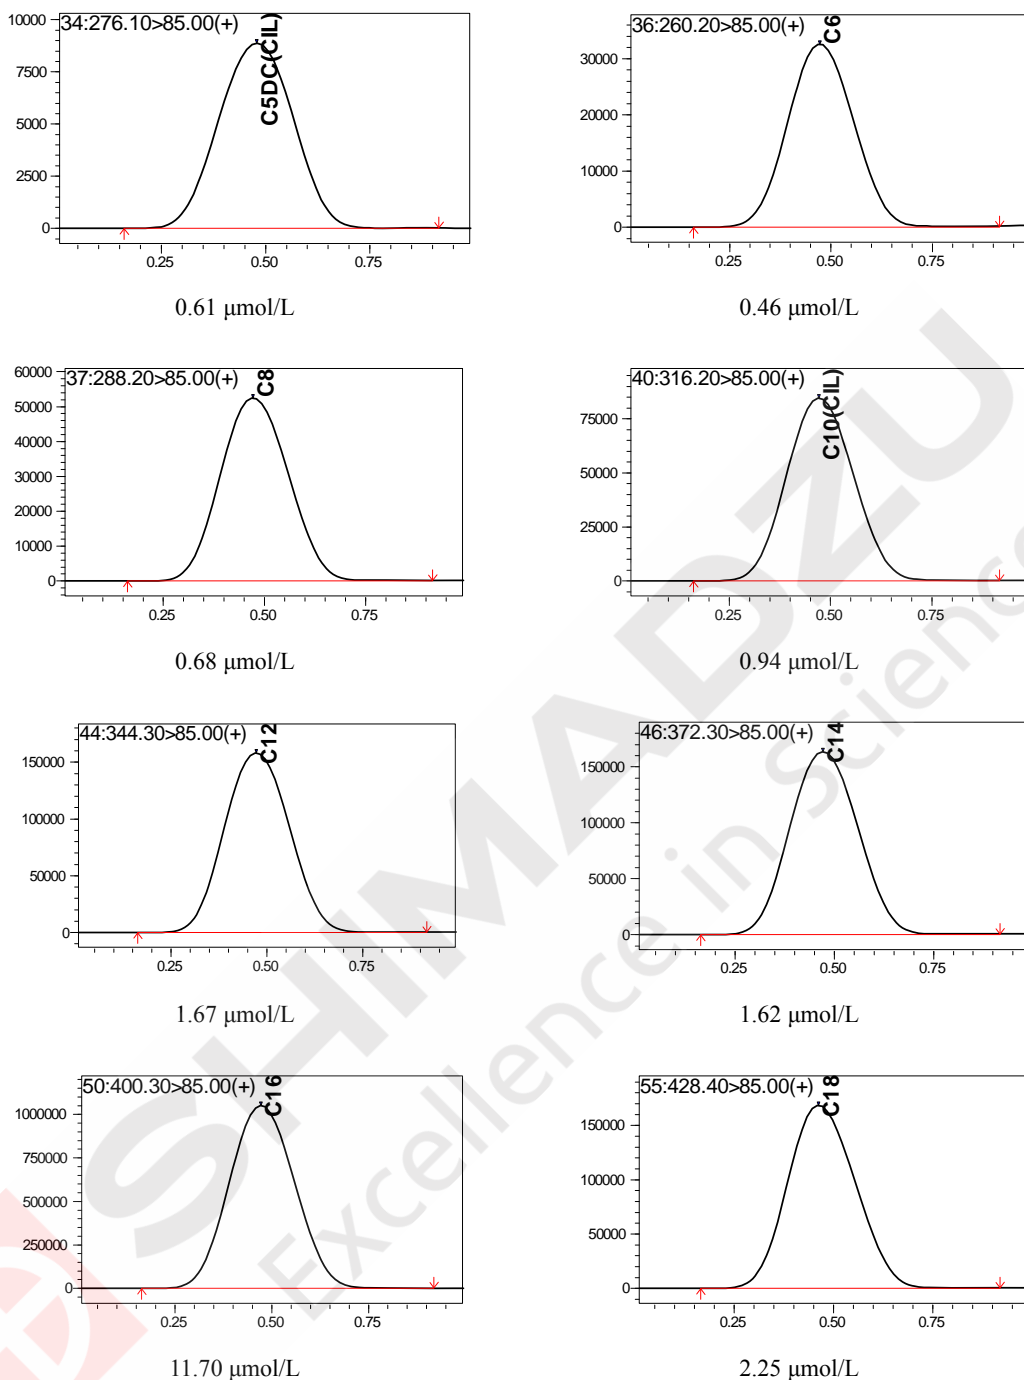 34:276.10>85.00(+)
C5DC(CIL)
10000
7500
5000
2500
0
0.25 0.50 0.75
0.61 μmol/L
36:260.20>85.00(+)
C6
30000
20000
10000
0
0.25 0.50 0.75
0.46 μmol/L
37:288.20>85.00(+)
C8
60000
50000
40000
30000
20000
10000
0
0.25 0.50 0.75
0.68 μmol/L
40:316.20>85.00(+)
C10(CIL)
75000
50000
25000
0
0.25 0.50 0.75
0.94 μmol/L
44:344.30>85.00(+)
C12
150000
100000
50000
0
0.25 0.50 0.75
1.67 μmol/L
46:372.30>85.00(+)
C14
150000
100000
50000
0
0.25 0.50 0.75
1.62 μmol/L
50:400.30>85.00(+)
C16
1000000
750000
500000
250000
0
0.25 0.50 0.75
11.70 μmol/L
55:428.40>85.00(+)
C18
150000
100000
50000
0
0.25 0.50 0.75
2.25 μmol/L
SHIMADZU
Excellence in Science